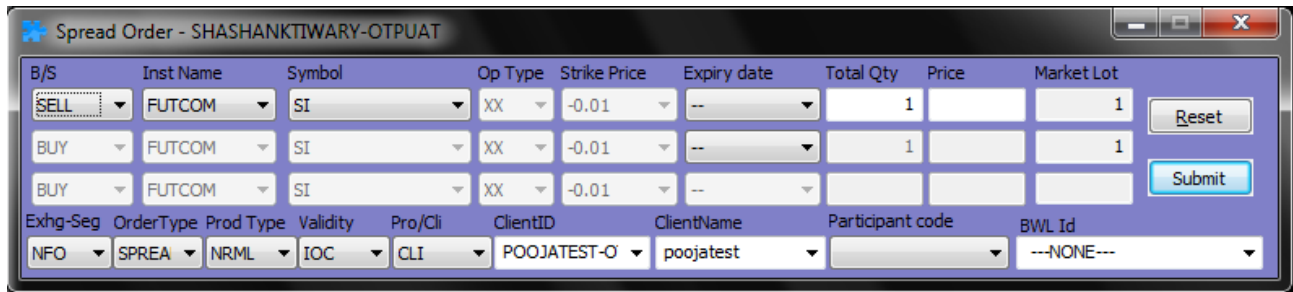 Spread Order - SHASHANKTIWARY-OTPUAT
B/S Inst Name Symbol Op Type Strike Price Expiry date Total Qty Price Market Lot
SELL FUTCOM SI XX -0.01 -- 1 1
Reset
BUY FUTCOM SI XX -0.01 -- 1 1
BUY FUTCOM SI XX -0.01 --
Submit
Exhg-Seg OrderType Prod Type Validity Pro/Cli ClientID ClientName Participant code BWL Id
NFO SPREA NRML IOC CLI POOJATEST-O poojatest ---NONE---